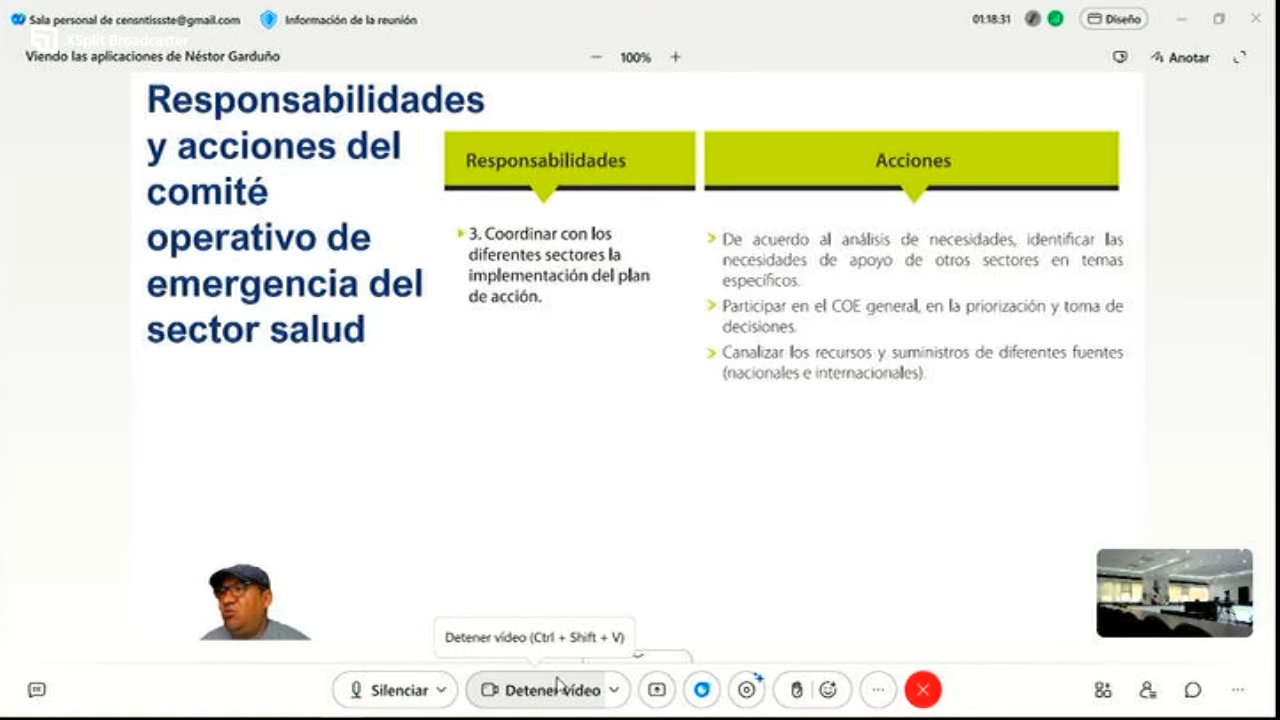 Sala personal de censntissste@gmail.com
Información de la reunión
01:18:31
Diseño
XSplit Broadcaster
Viendo las aplicaciones de Néstor Garduño
100%
Anotar
Responsabilidades
y acciones del
comité
operativo de
emergencia del
sector salud
Responsabilidades
Acciones
3. Coordinar con los
diferentes sectores la
implementación del plan
de acción.
De acuerdo al análisis de necesidades, identificar las
necesidades de apoyo de otros sectores en temas
específicos.
Participar en el COE general, en la priorización y toma de
decisiones.
Canalizar los recursos y suministros de diferentes fuentes
(nacionales e internacionales).
Detener vídeo (Ctrl + Shift + V)
Silenciar
Detener vídeo